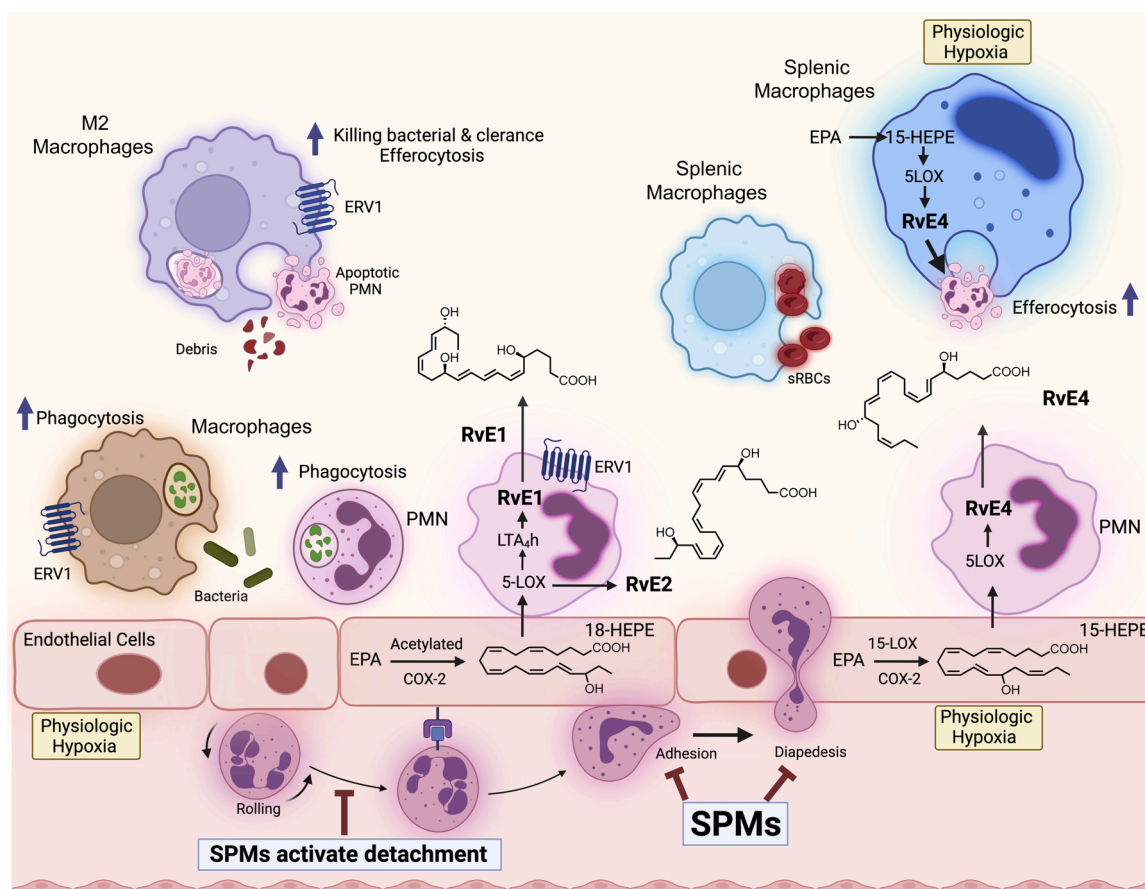 Physiologic
Hypoxia
Splenic
Macrophages
EPA
15-HEPE
5LOX
RvE4
Efferocytosis
M2
Macrophages
Killing bacterial & clerance
Efferocytosis
ERV1
Apoptotic
PMN
Debris
Splenic
Macrophages
sRBCs
OH
OH
HO
COOH
OH
COOH
HO
RvE4
Phagocytosis
Macrophages
Phagocytosis
ERV1
Bacteria
PMN
RvE1
ERV1
RvE1
LTA4h
5-LOX
RvE2
OH
COOH
HO
RvE4
5LOX
PMN
Endothelial Cells
EPA
Acetylated
COX-2
18-HEPE
COOH
OH
EPA
15-LOX
COX-2
15-HEPE
COOH
OH
Physiologic
Hypoxia
Physiologic
Hypoxia
Rolling
Adhesion
Diapedesis
SPMs activate detachment
SPMs